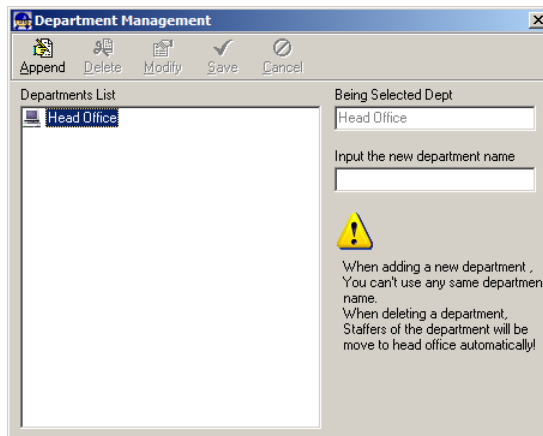 Department Management
Append Delete Modify Save Cancel
Departments List
Head Office
Being Selected Dept
Head Office
Input the new department name
When adding a new department ,
You can't use any same departmen
name.
When deleting a department,
Staffers of the department will be
move to head office automatically!